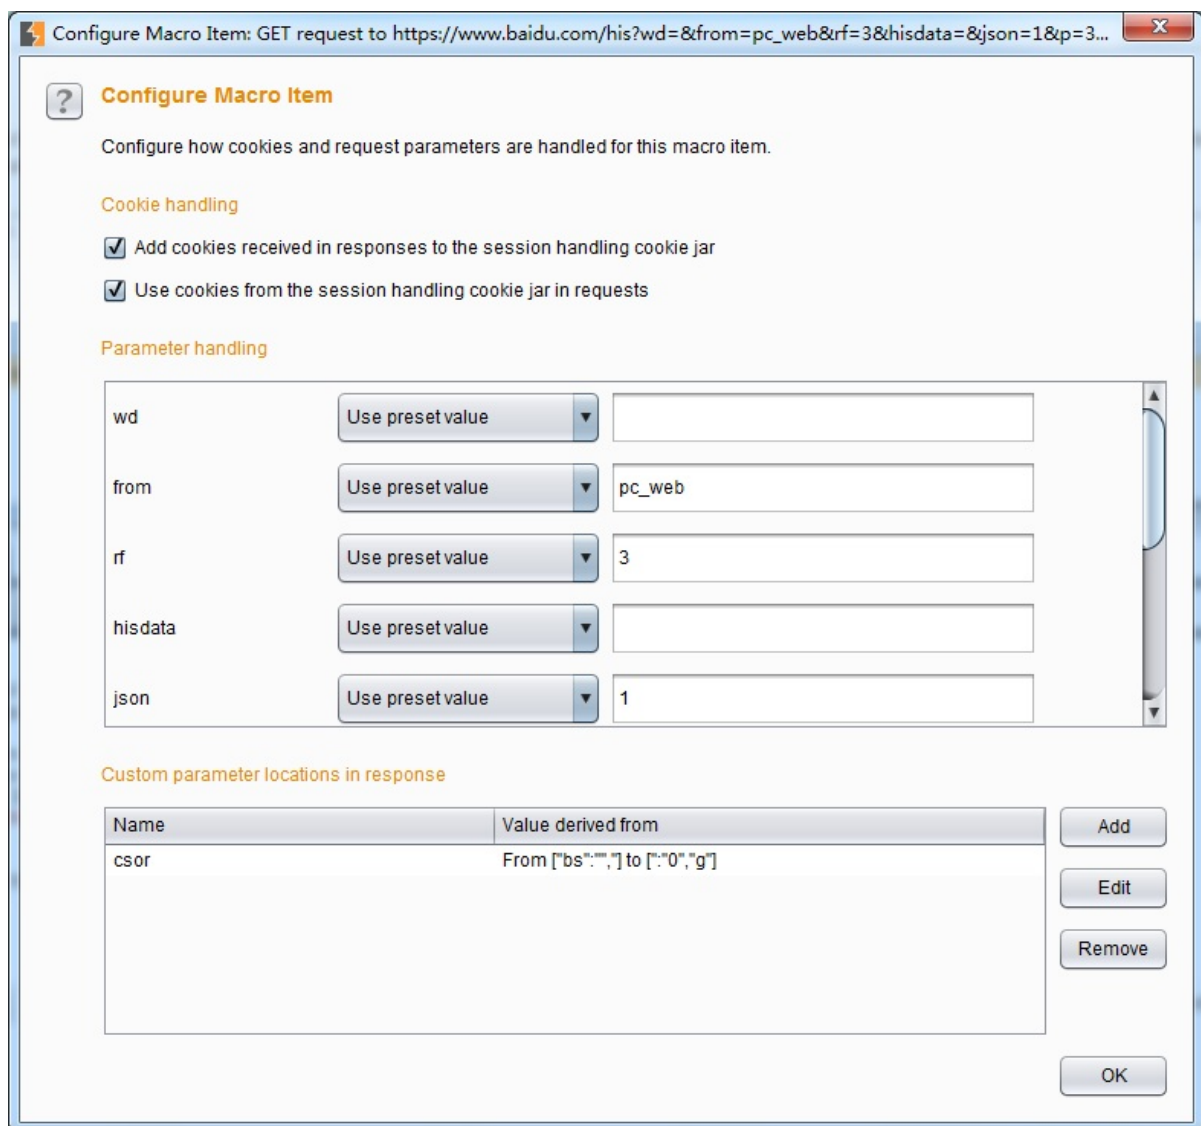 Configure Macro Item: GET request to https://www.baidu.com/his?wd=&from=pc_web&rf=3&hisdata=&json=1&p=3...
?
Configure Macro Item
Configure how cookies and request parameters are handled for this macro item.
Cookie handling
Add cookies received in responses to the session handling cookie jar
Use cookies from the session handling cookie jar in requests
Parameter handling
wd Use preset value
from Use preset value pc_web
rf Use preset value 3
hisdata Use preset value
json Use preset value 1
Custom parameter locations in response
Name Value derived from Add
csor From ["bs":"","] to [":"0","g"]
Edit
Remove
OK